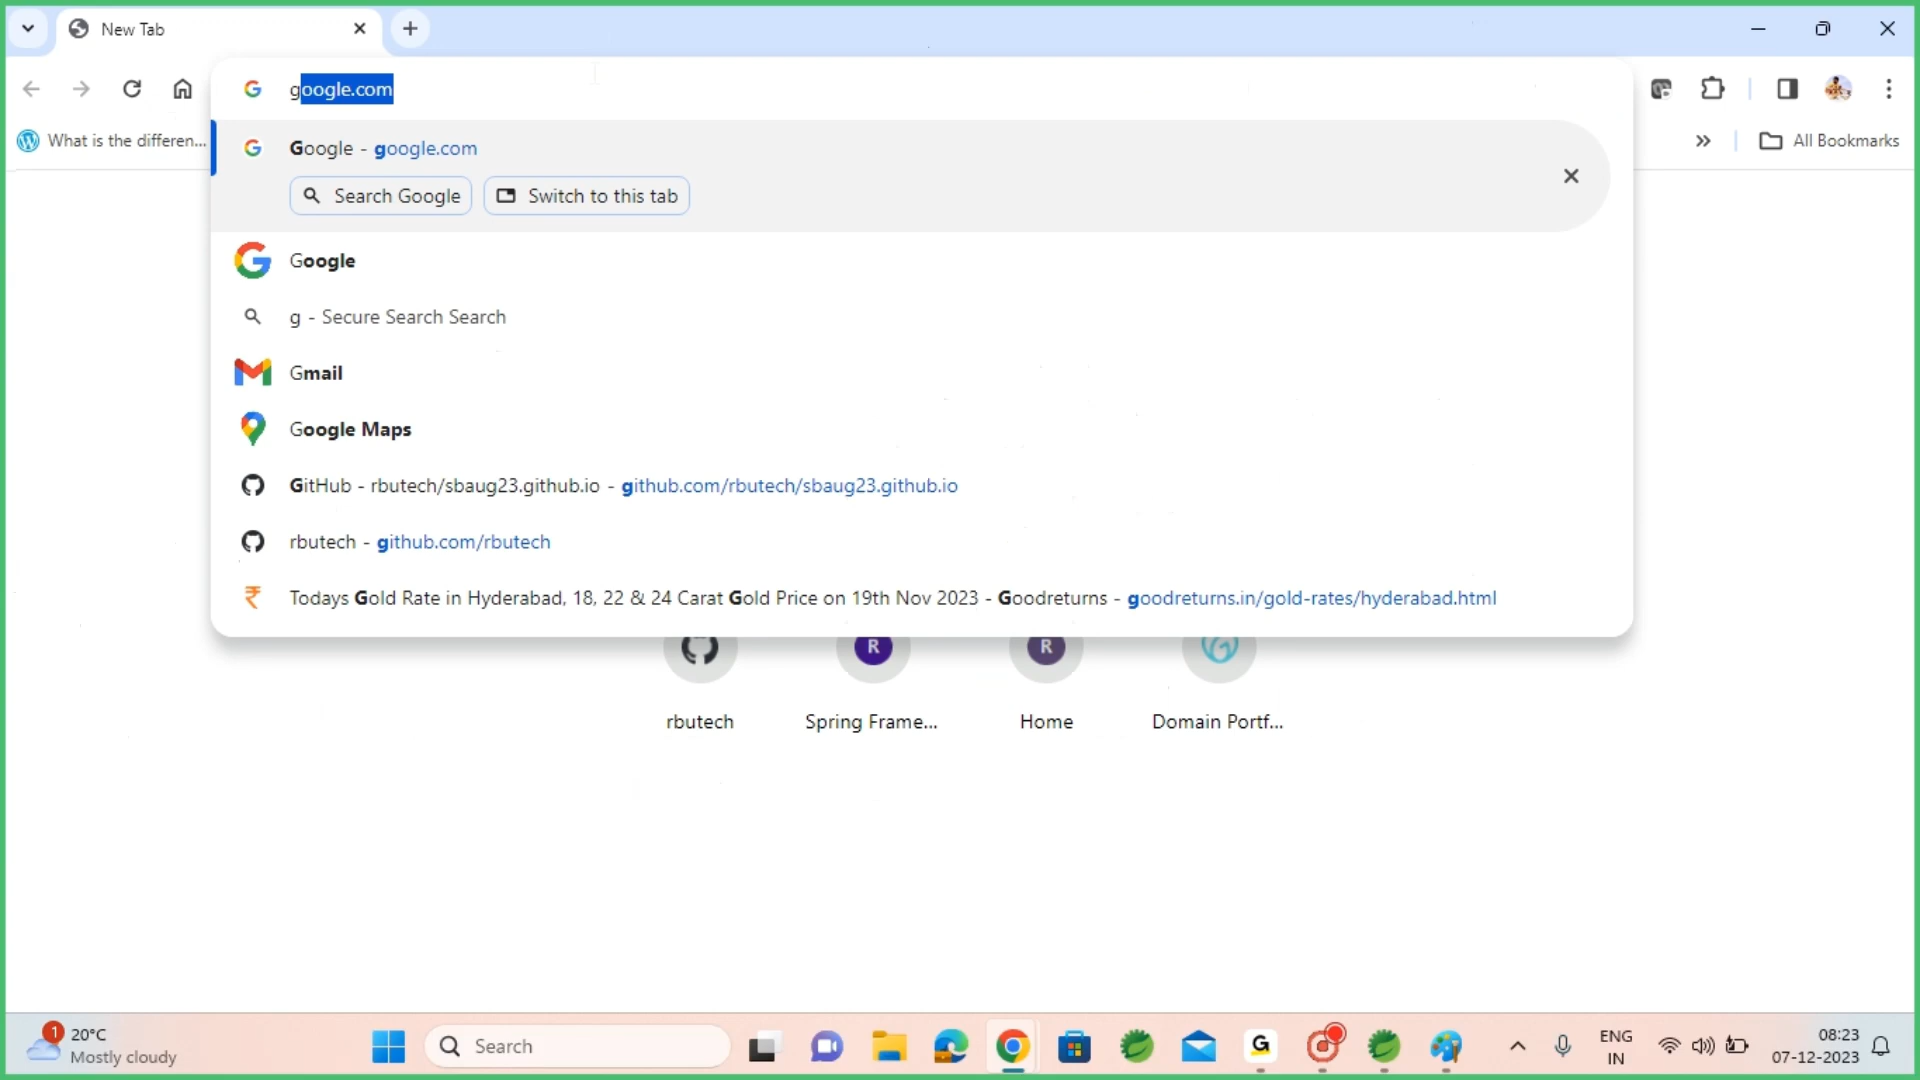 New Tab
google.com
What is the differen...
All Bookmarks
Google - google.com
Search Google
Switch to this tab
Google
g - Secure Search Search
Gmail
Google Maps
GitHub - rbutech/sbaug23.github.io - github.com/rbutech/sbaug23.github.io
rbutech - github.com/rbutech
Todays Gold Rate in Hyderabad, 18, 22 & 24 Carat Gold Price on 19th Nov 2023 - Goodreturns - goodreturns.in/gold-rates/hyderabad.html
R
R
rbutech
Spring Frame...
Home
Domain Portf...
1
20°C
Mostly cloudy
Search
G
ENG
IN
08:23
07-12-2023